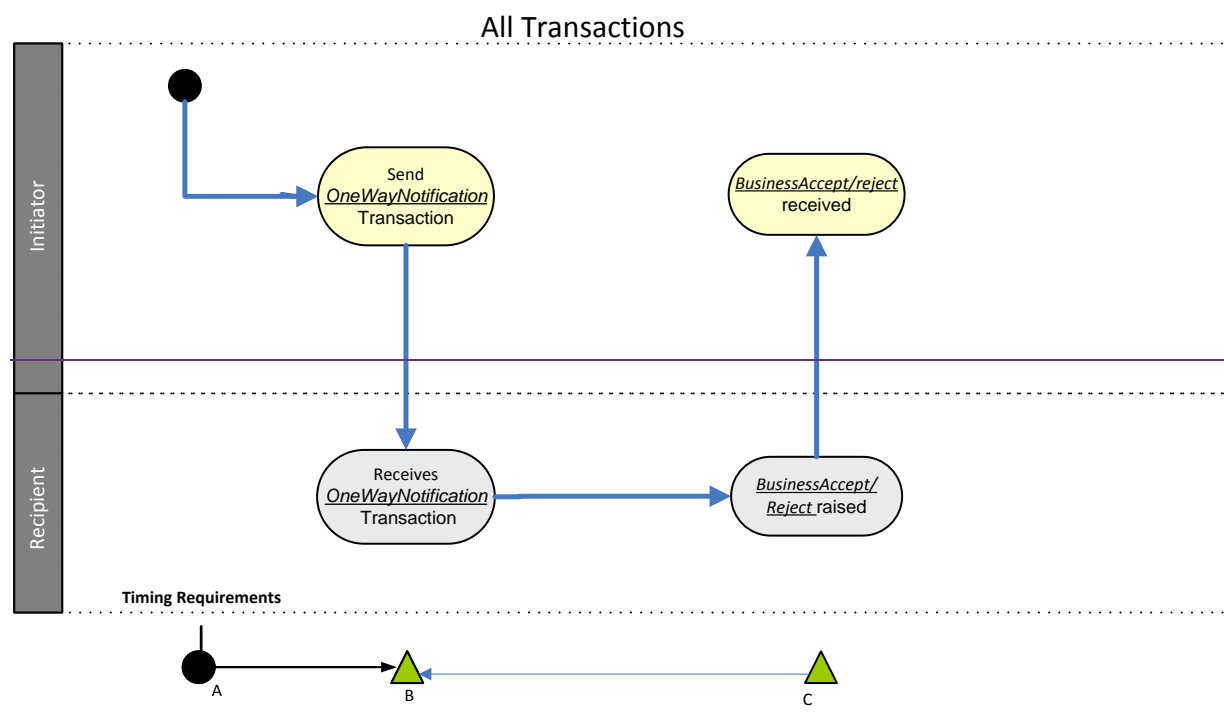 All Transactions
Initiator
Send
OneWayNotification
Transaction
BusinessAccept/reject
received
Recipient
Receives
OneWayNotification
Transaction
BusinessAccept/
Reject raised
Timing Requirements
A
B
C